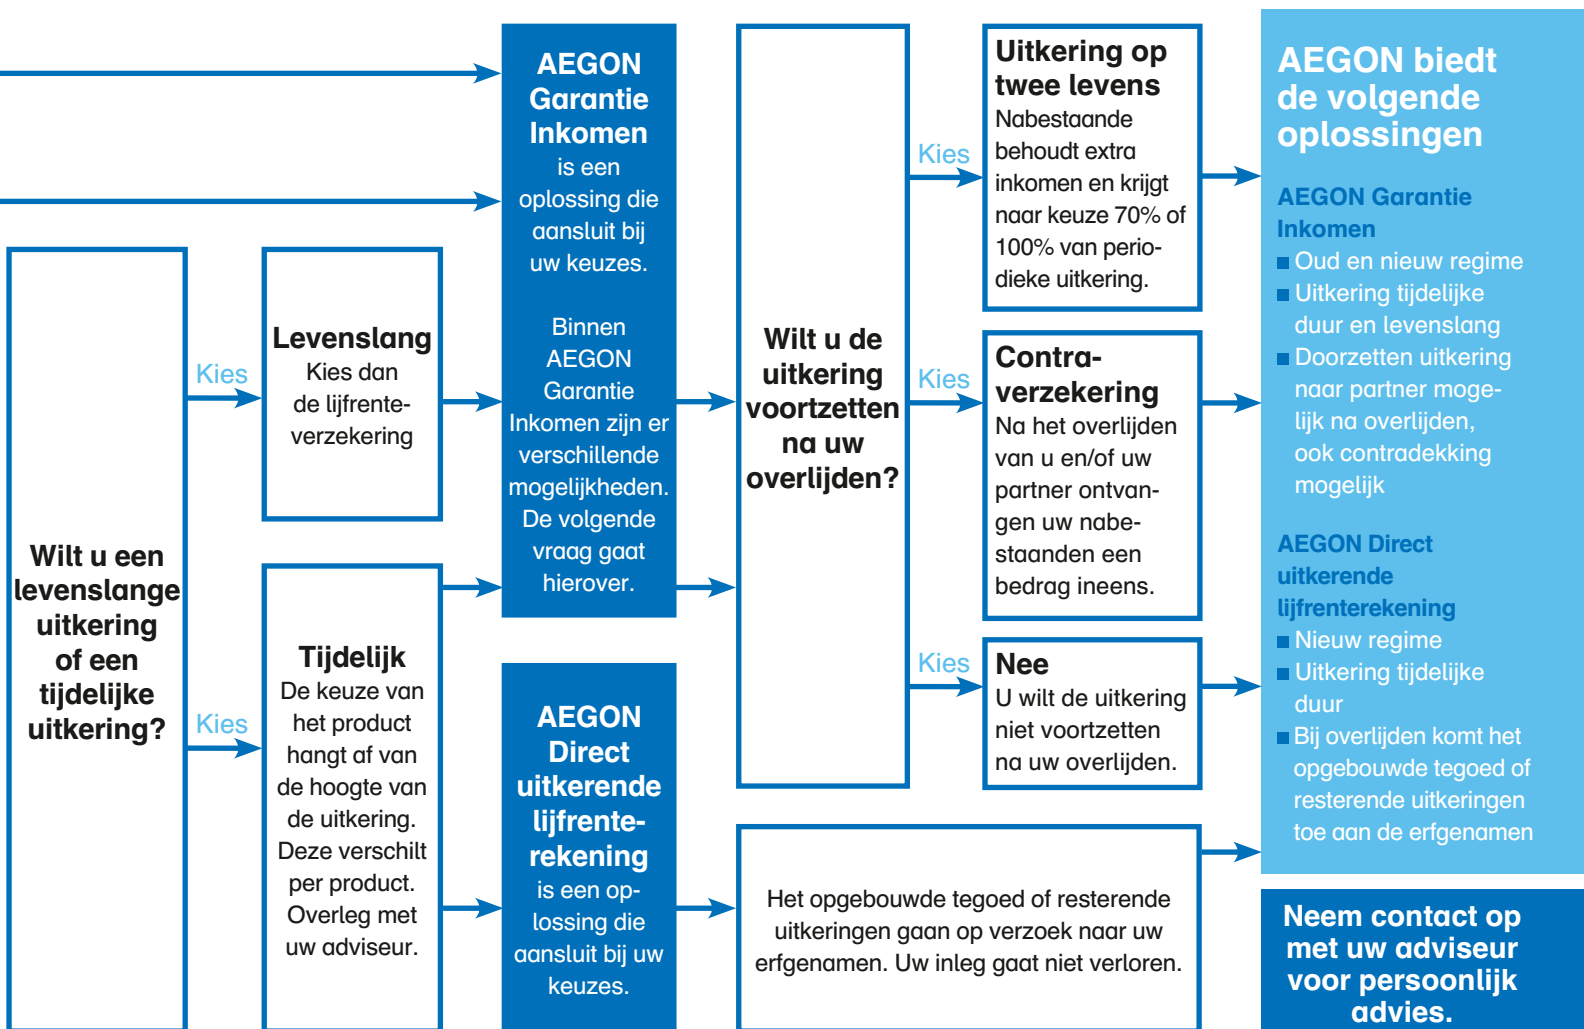 Wilt u een
levenslange
uitkering
of een
tijdelijke
uitkering?
Kies
Levenslang
Kies dan
de lijfrente-
verzekering
Kies
Tijdelijk
De keuze van
het product
hangt af van
de hoogte van
de uitkering.
Deze verschilt
per product.
Overleg met
uw adviseur.
AEGON
Garantie
Inkomen
is een
oplossing die
aansluit bij
uw keuzes.
Binnen
AEGON
Garantie
Inkomen zijn er
verschillende
mogelijkheden.
De volgende
vraag gaat
hierover.
AEGON
Direct
uitkerende
lijfrente-
rekening
is een op-
lossing die
aansluit bij uw
keuzes.
Wilt u de
uitkering
voortzetten
na uw
overlijden?
Kies
Uitkering op
twee levens
Nabestaande
behoudt extra
inkomen en krijgt
naar keuze 70% of
100% van perio-
dieke uitkering.
Kies
Contra-
verzekering
Na het overlijden
van u en/of uw
partner ontvan-
gen uw nabe-
staanden een
bedrag ineens.
Kies
Nee
U wilt de uitkering
niet voortzetten
na uw overlijden.
Het opgebouwde tegoed of resterende
uitkeringen gaan op verzoek naar uw
erfgenamen. Uw inleg gaat niet verloren.
AEGON biedt
de volgende
oplossingen
AEGON Garantie
Inkomen
■ Oud en nieuw regime
■ Uitkering tijdelijke
duur en levenslang
■ Doorzetten uitkering
naar partner moge-
lijk na overlijden,
ook contradekking
mogelijk
AEGON Direct
uitkerende
lijfrenterekening
■ Nieuw regime
■ Uitkering tijdelijke
duur
■ Bij overlijden komt het
opgebouwde tegoed of
resterende uitkeringen
toe aan de erfgenamen
Neem contact op
met uw adviseur
voor persoonlijk
advies.